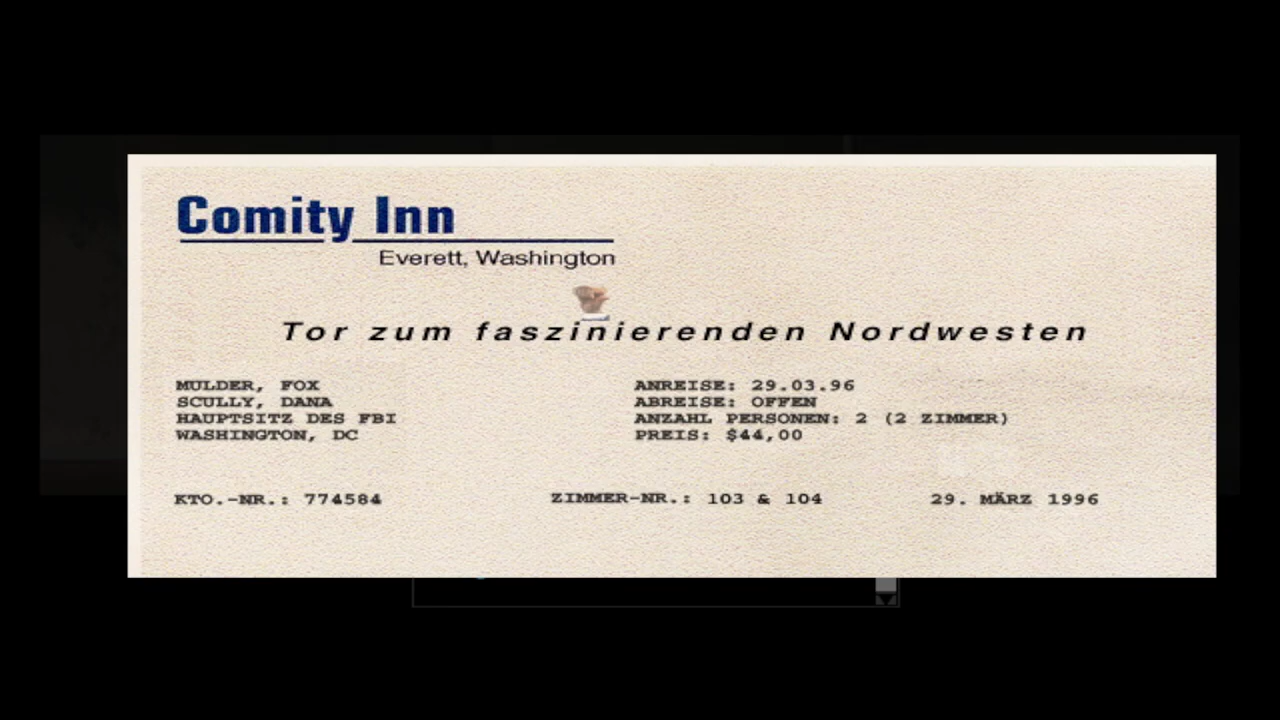 Comity Inn
Everett, Washington
Tor zum faszinierenden Nordwesten
MULDER, FOX
SCULLY, DANA
HAUPTSITZ DES FBI
WASHINGTON, DC
ANREISE: 29.03.96
ABREISE: OFFEN
ANZAHL PERSONEN: 2 (2 ZIMMER)
PREIS: $44,00
KTO.-NR.: 774584
ZIMMER-NR.: 103 & 104
29. MÄRZ 1996